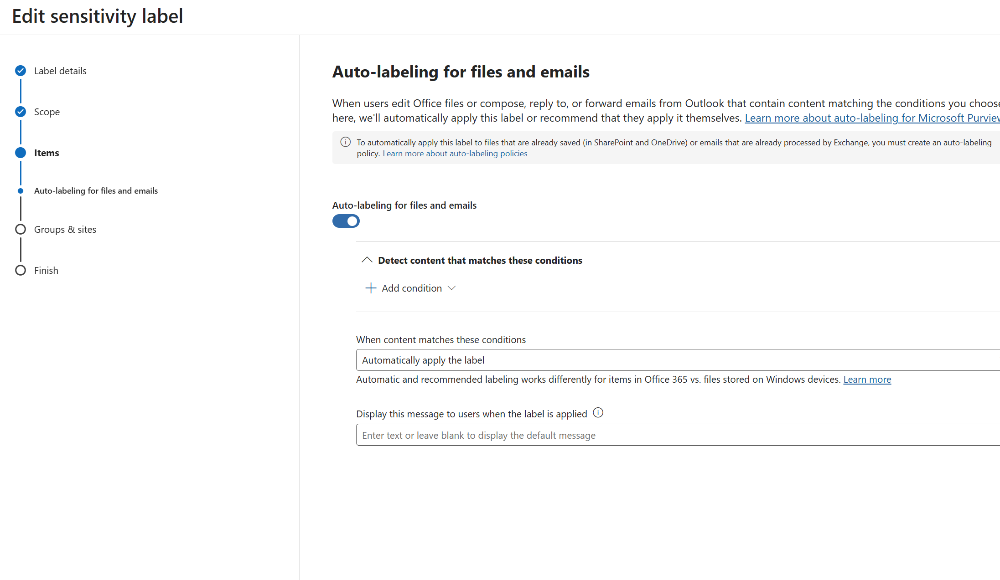 Edit sensitivity label
Label details
Scope
Items
Auto-labeling for files and emails
Groups & sites
Finish
Auto-labeling for files and emails
When users edit Office files or compose, reply to, or forward emails from Outlook that contain content matching the conditions you choose
here, we'll automatically apply this label or recommend that they apply it themselves. Learn more about auto-labeling for Microsoft Purview
To automatically apply this label to files that are already saved (in SharePoint and OneDrive) or emails that are already processed by Exchange, you must create an auto-labeling
policy. Learn more about auto-labeling policies
Auto-labeling for files and emails
Detect content that matches these conditions
Add condition
When content matches these conditions
Automatically apply the label
Automatic and recommended labeling works differently for items in Office 365 vs. files stored on Windows devices. Learn more
Display this message to users when the label is applied
Enter text or leave blank to display the default message